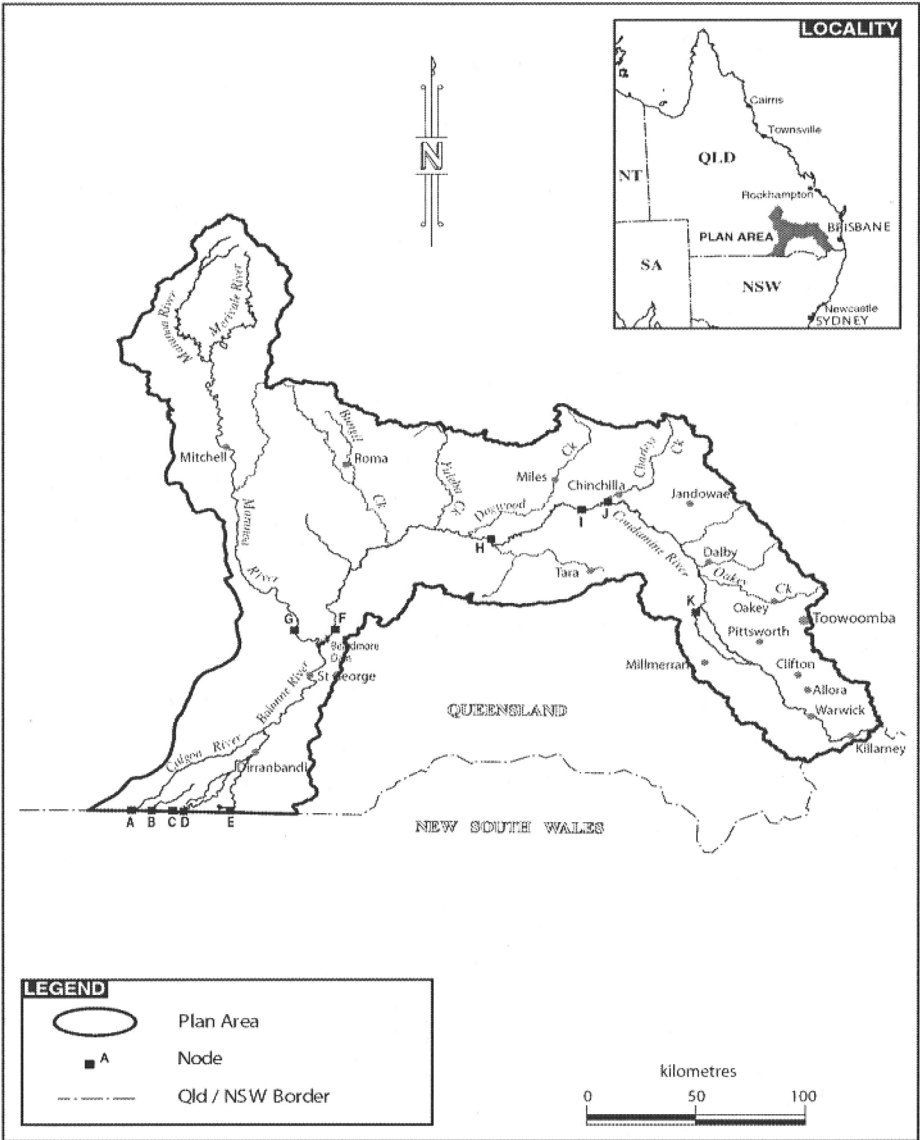 LOCALITY
Cairns
Townsville
QLD
NT
Rockhampton
BRISBANE
PLAN AREA
SA
NSW
Newcastle
SYDNEY
N
Maranoa River
Merivale River
Mitchell
Bungil
Ck
Roma
Yuleba
Ck
Dogwood
Ck
Miles
Charleys
Ck
Chinchilla
Jandowae
Maranoa
River
H
I
J
Condamine River
Dalby
Oakey
Ck
Tara
Oakey
K
Toowoomba
G
F
Pittsworth
Beardmore
Dam
Millmerran
Clifton
St George
Balonne River
Allora
QUEENSLAND
Warwick
Culgoa River
Killarney
Dirranbandi
A
B
C
D
E
NEW SOUTH WALES
LEGEND
Plan Area
A
Node
Qld / NSW Border
kilometres
0
50
100